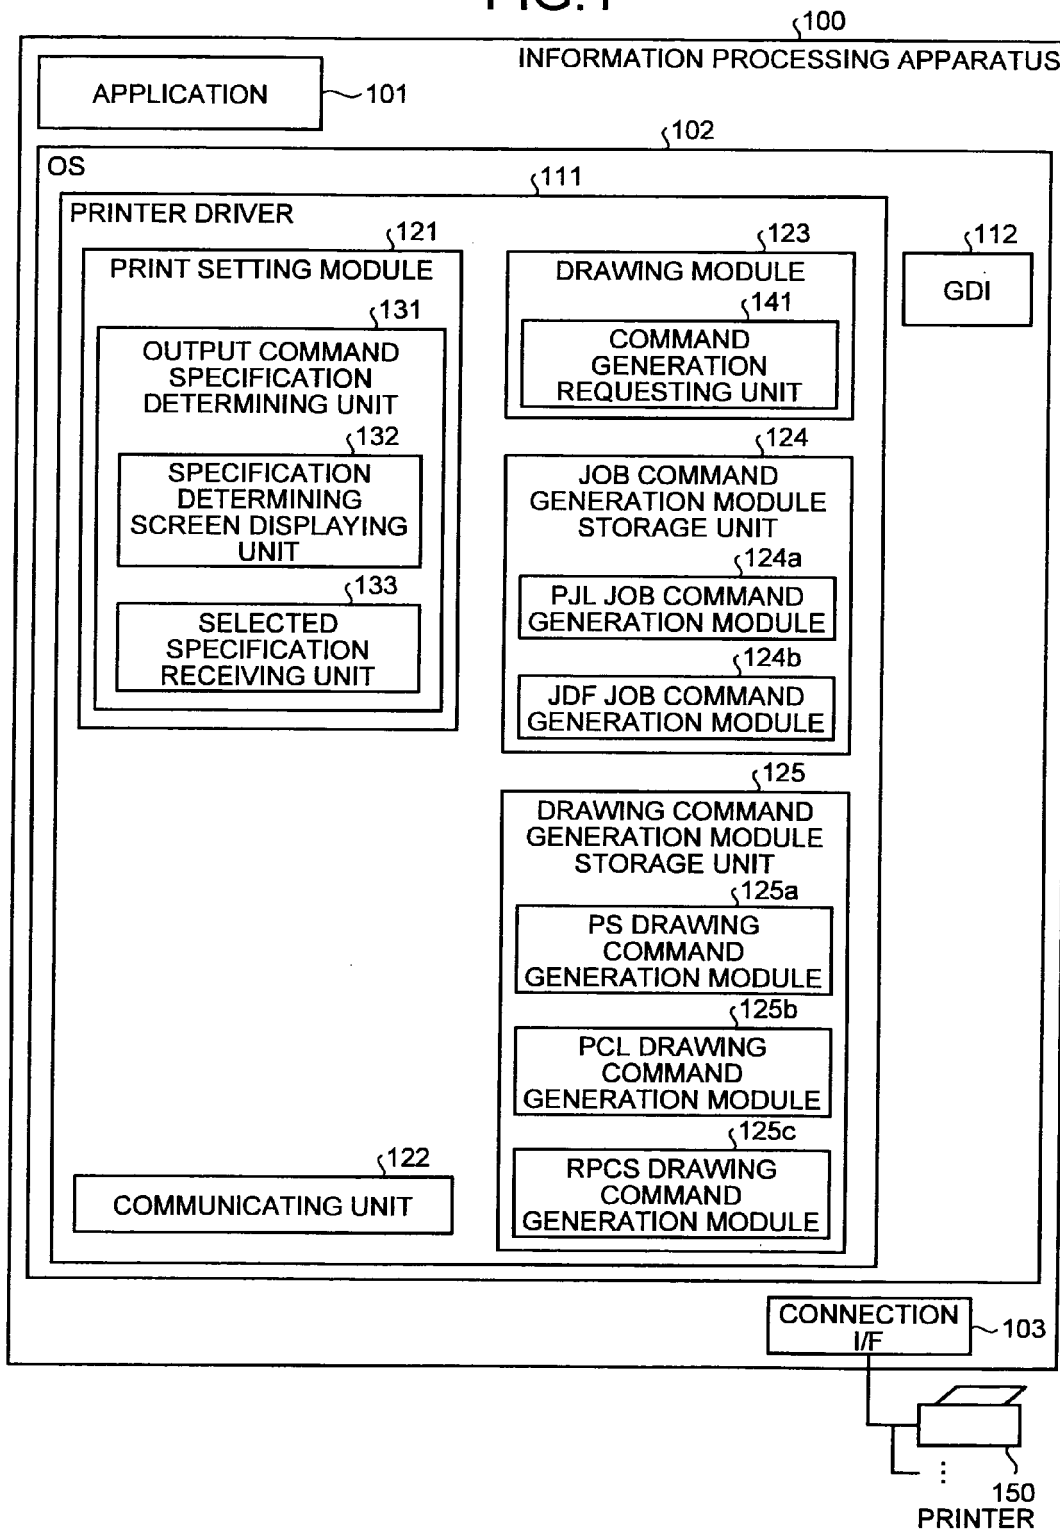 FIG.1
100
INFORMATION PROCESSING APPARATUS
APPLICATION
101
102
OS
111
PRINTER DRIVER
121
PRINT SETTING MODULE
131
OUTPUT COMMAND
SPECIFICATION
DETERMINING UNIT
132
SPECIFICATION
DETERMINING
SCREEN DISPLAYING
UNIT
133
SELECTED
SPECIFICATION
RECEIVING UNIT
122
COMMUNICATING UNIT
123
DRAWING MODULE
141
COMMAND
GENERATION
REQUESTING UNIT
124
JOB COMMAND
GENERATION MODULE
STORAGE UNIT
124a
PJL JOB COMMAND
GENERATION MODULE
124b
JDF JOB COMMAND
GENERATION MODULE
125
DRAWING COMMAND
GENERATION MODULE
STORAGE UNIT
125a
PS DRAWING
COMMAND
GENERATION MODULE
125b
PCL DRAWING
COMMAND
GENERATION MODULE
125c
RPCS DRAWING
COMMAND
GENERATION MODULE
112
GDI
CONNECTION
I/F
103
150
PRINTER